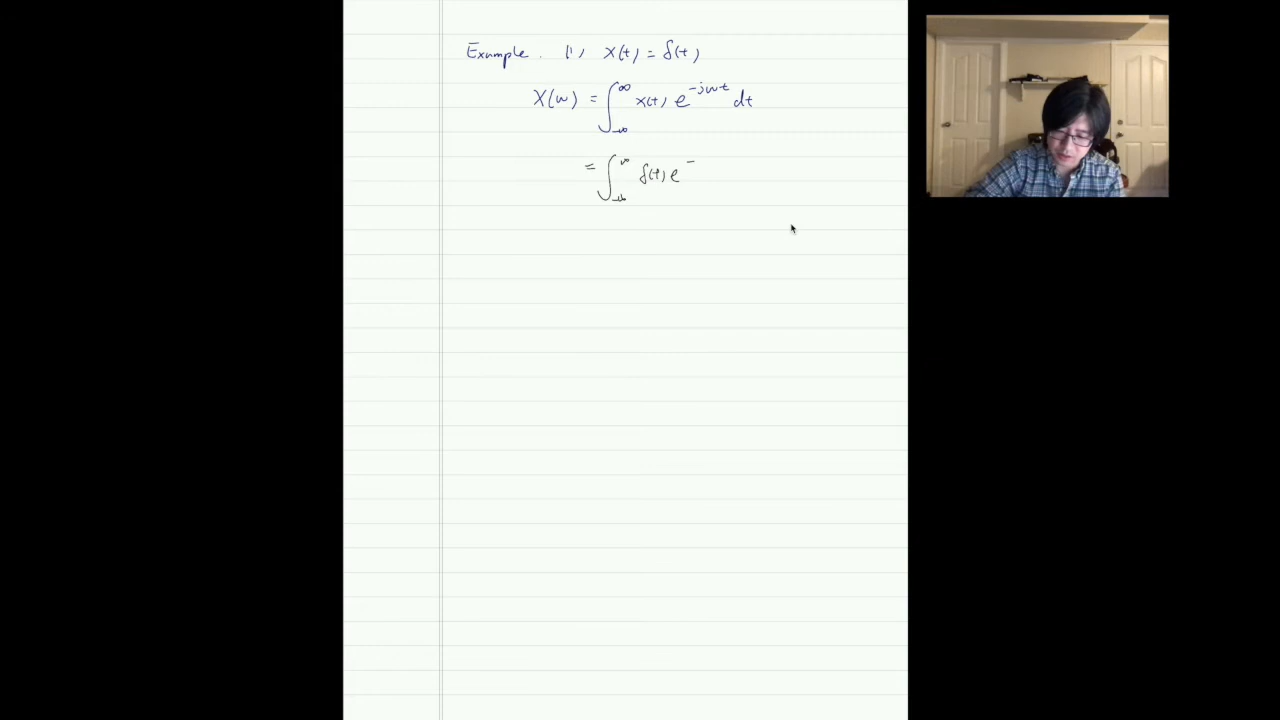 Example. (1) x(t) = δ(t)
X(ω) = ∫_{-∞}^{∞} x(t) e^{-jωt} dt
= ∫_{-∞}^{∞} δ(t) e^{-